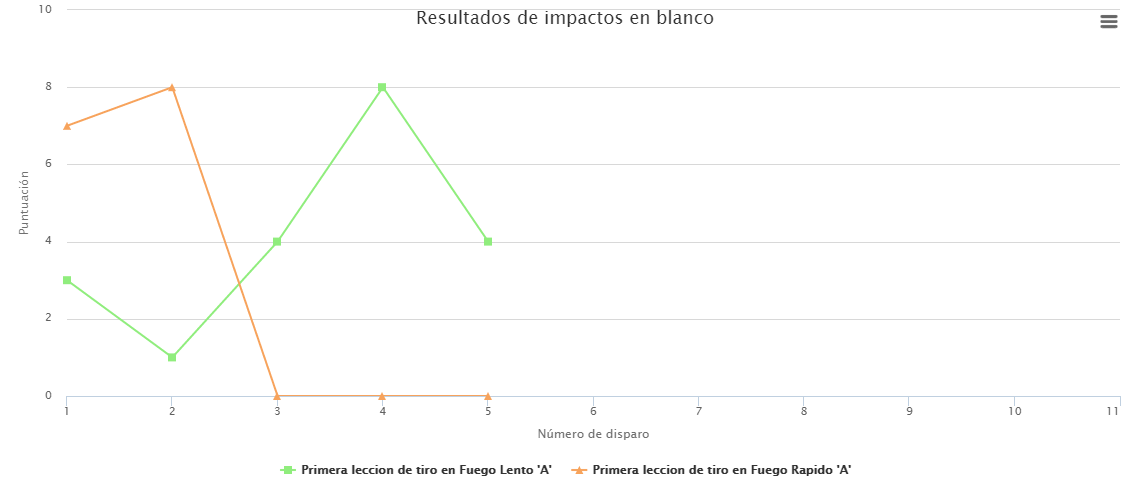 Resultados de impactos en blanco
10
8
6
4
2
0
Puntuación
1 2 3 4 5 6 7 8 9 10 11
Número de disparo
Primera leccion de tiro en Fuego Lento 'A' Primera leccion de tiro en Fuego Rapido 'A'